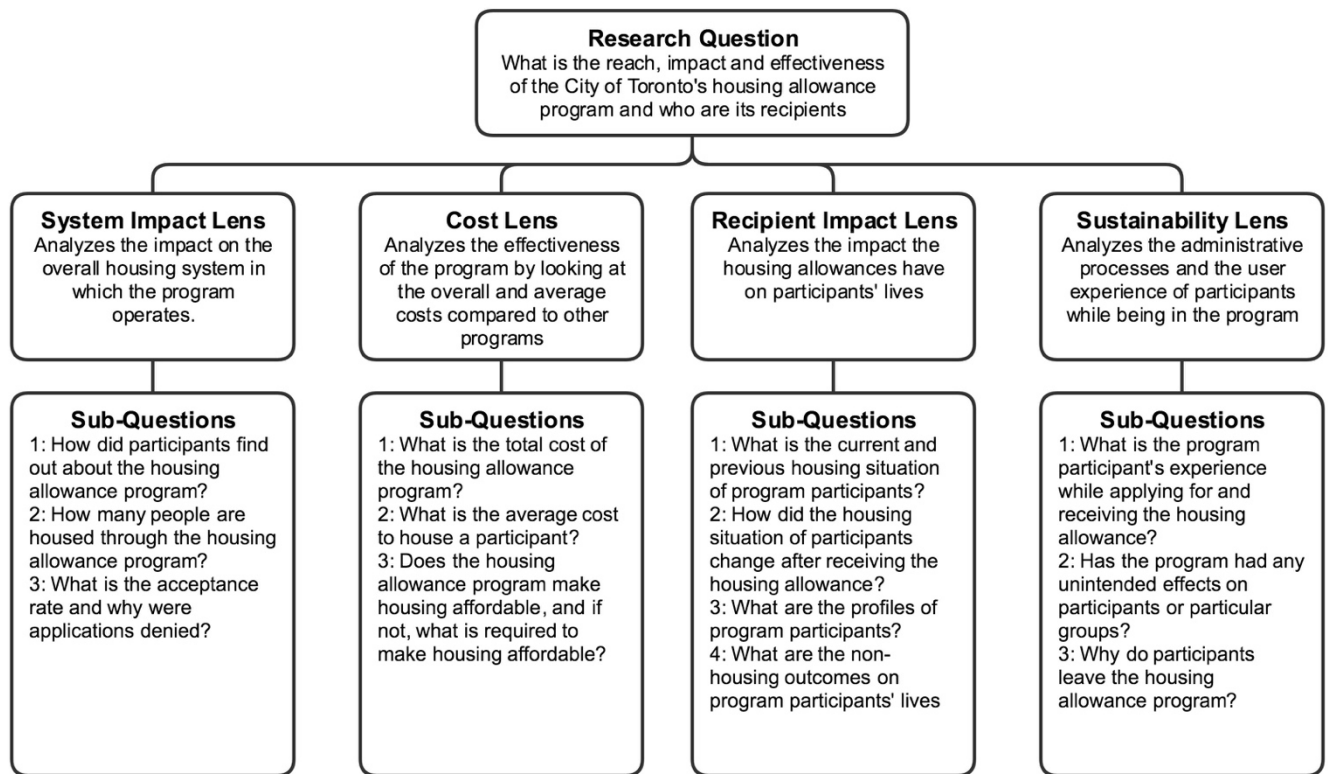 Research Question
What is the reach, impact and effectiveness
of the City of Toronto's housing allowance
program and who are its recipients
System Impact Lens
Analyzes the impact on the
overall housing system in
which the program
operates.
Cost Lens
Analyzes the effectiveness
of the program by looking at
the overall and average
costs compared to other
programs
Recipient Impact Lens
Analyzes the impact the
housing allowances have
on participants' lives
Sustainability Lens
Analyzes the administrative
processes and the user
experience of participants
while being in the program
Sub-Questions
1: How did participants find
out about the housing
allowance program?
2: How many people are
housed through the housing
allowance program?
3: What is the acceptance
rate and why were
applications denied?
Sub-Questions
1: What is the total cost of
the housing allowance
program?
2: What is the average cost
to house a participant?
3: Does the housing
allowance program make
housing affordable, and if
not, what is required to
make housing affordable?
Sub-Questions
1: What is the current and
previous housing situation
of program participants?
2: How did the housing
situation of participants
change after receiving the
housing allowance?
3: What are the profiles of
program participants?
4: What are the non-
housing outcomes on
program participants' lives
Sub-Questions
1: What is the program
participant's experience
while applying for and
receiving the housing
allowance?
2: Has the program had any
unintended effects on
participants or particular
groups?
3: Why do participants
leave the housing
allowance program?